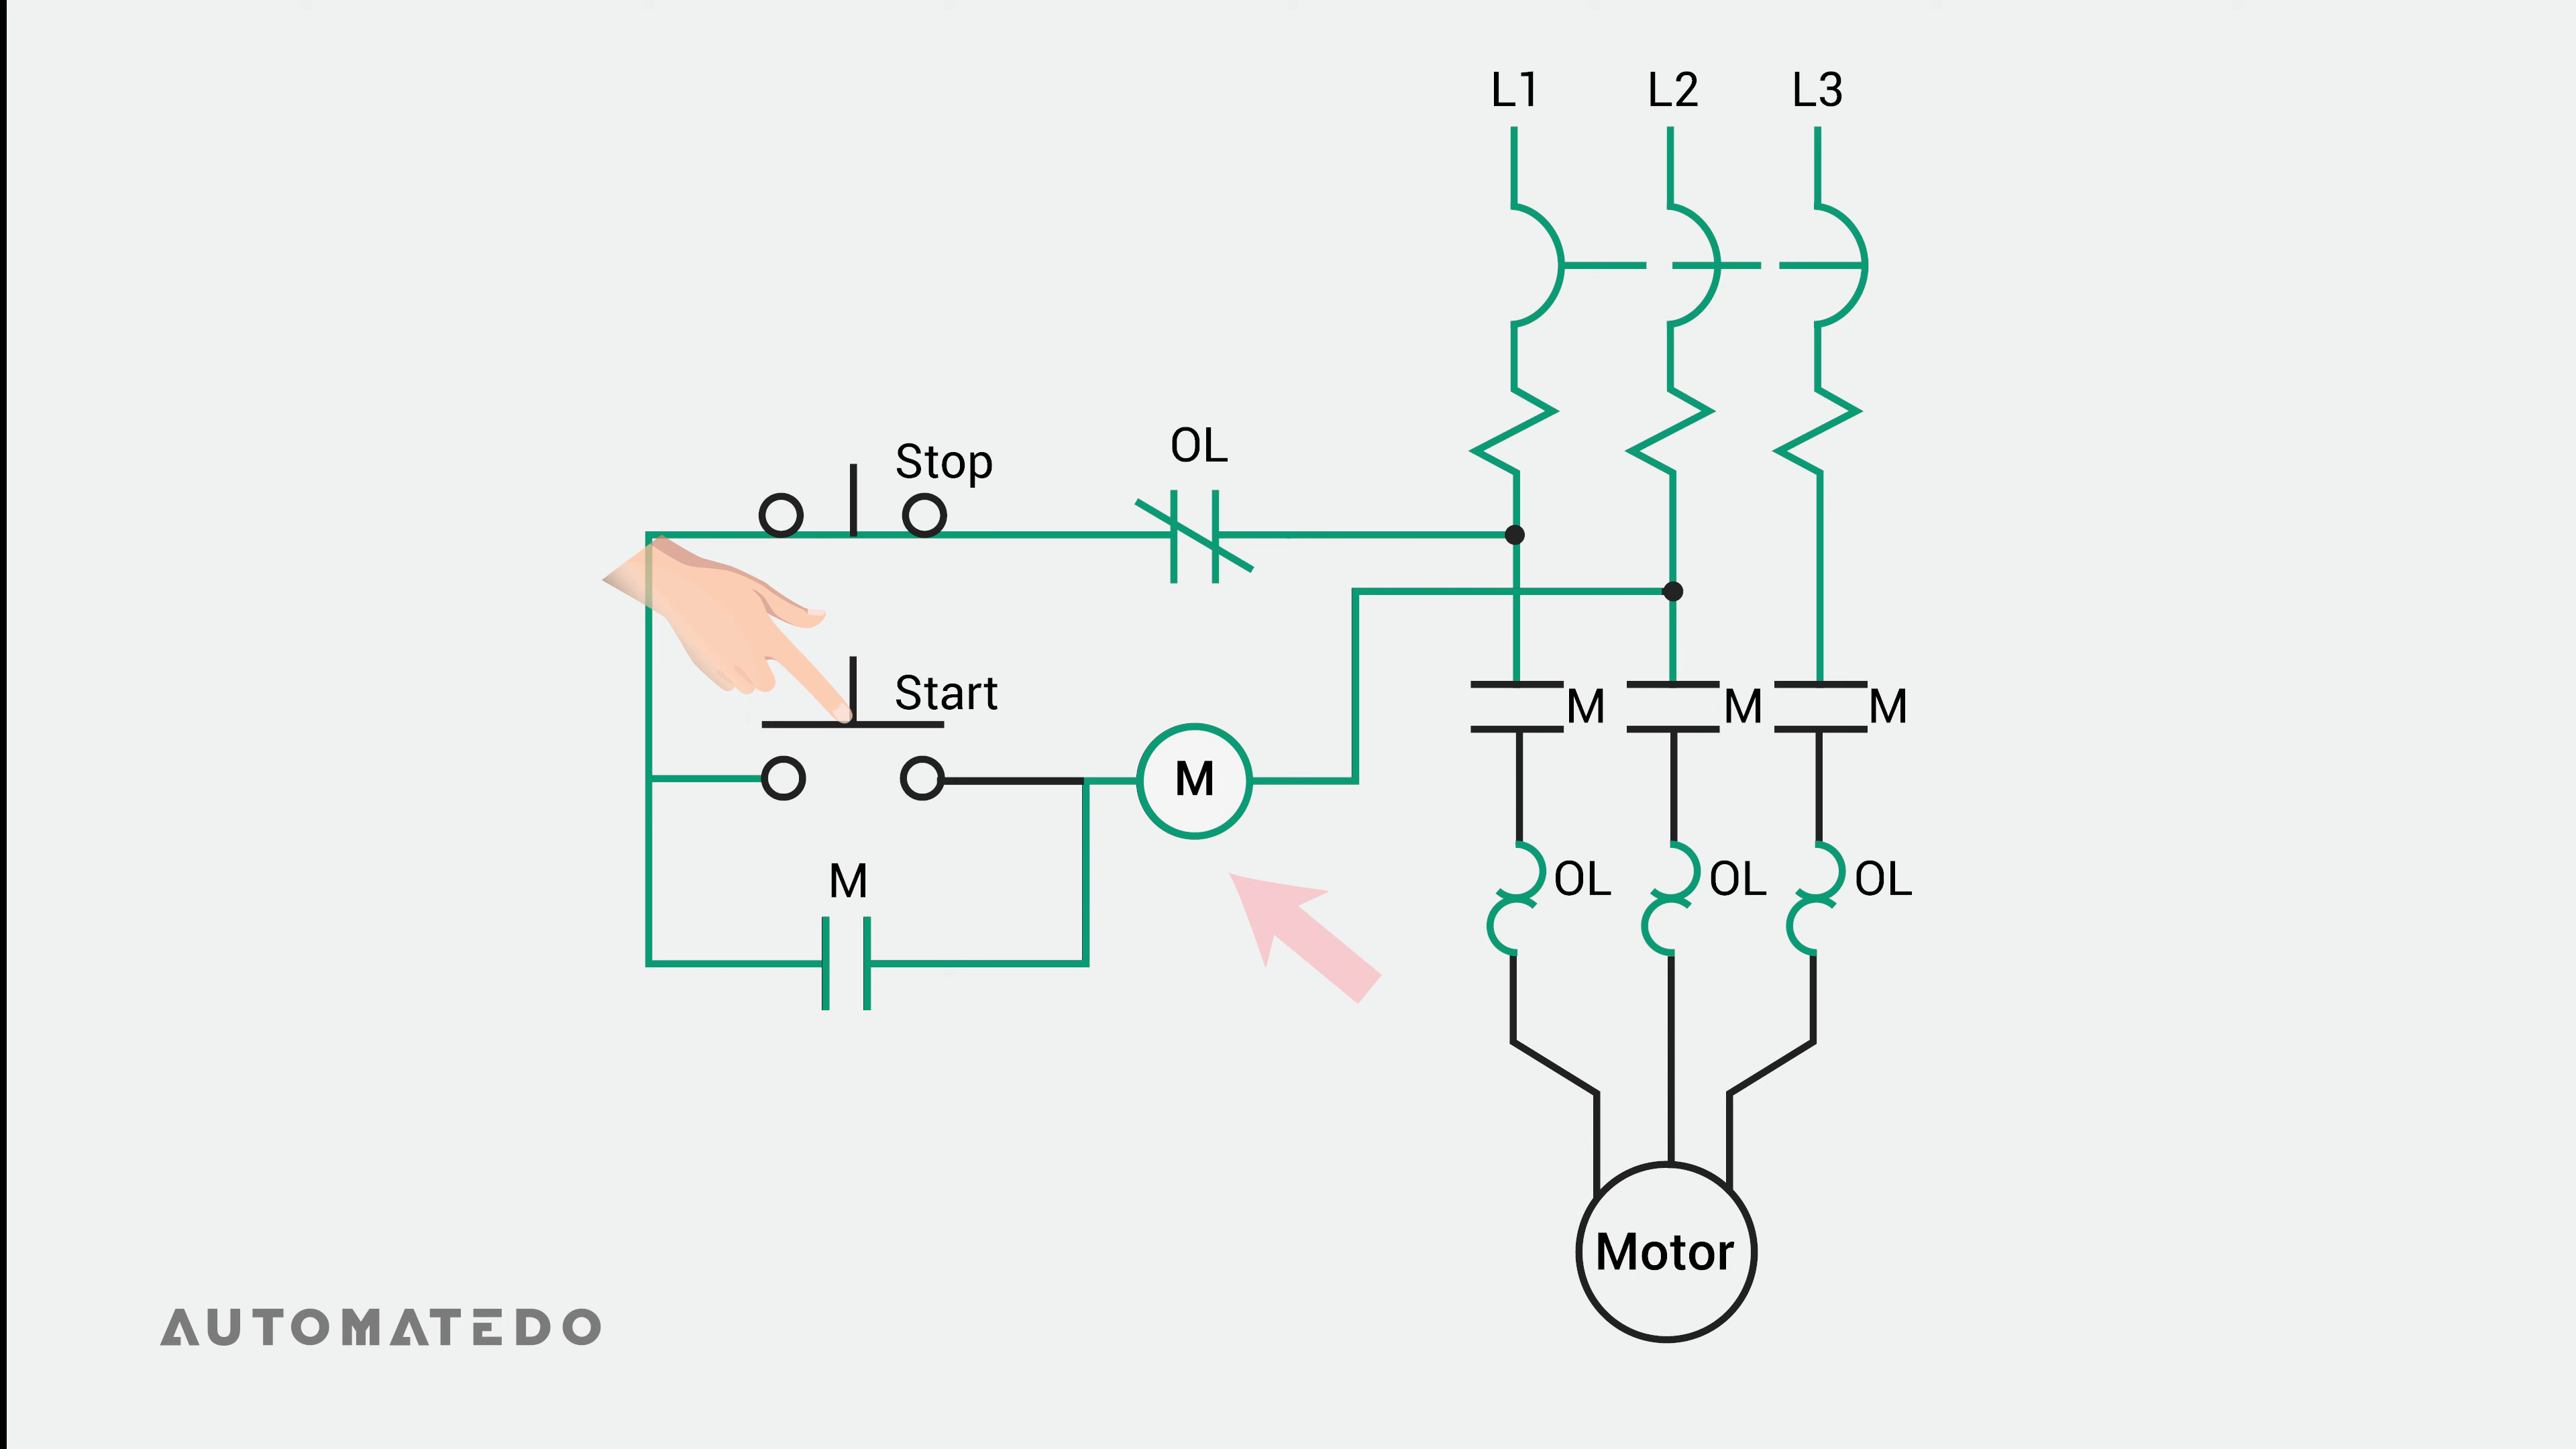 L1 L2 L3
Stop
OL
Start
M M M
M
M
OL OL OL
Motor
AUTOMATEDO